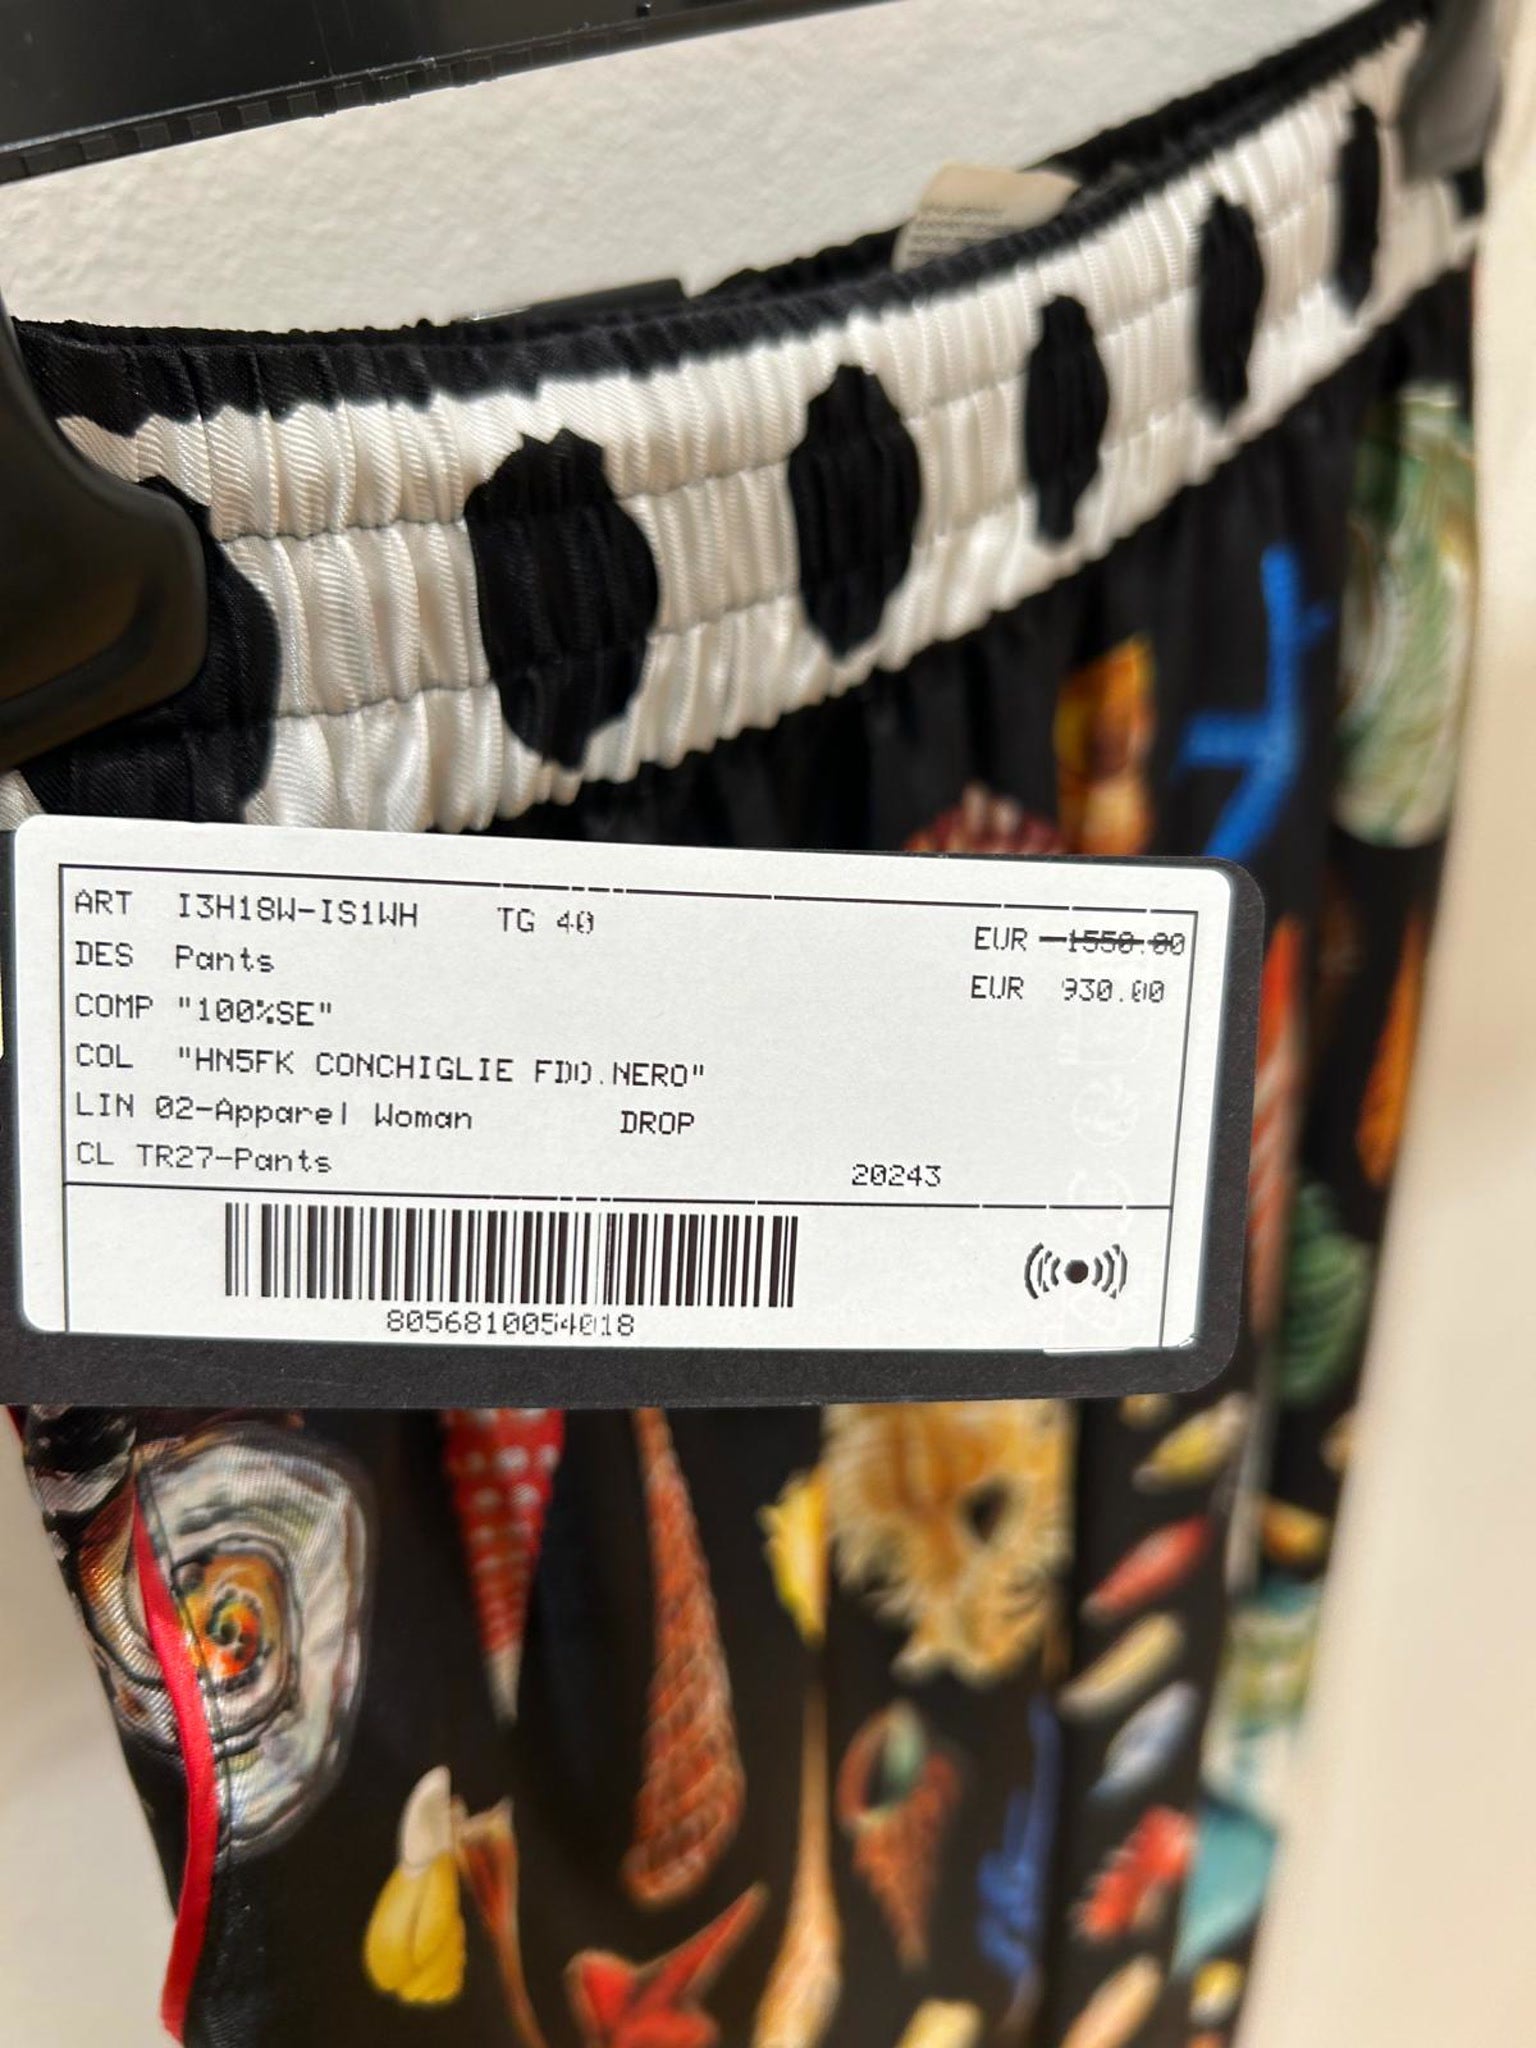 ART I3H18W-IS1WH TG 40 EUR 1550.00
DES Pants EUR 930.00
COMP "100%SE"
COL "HN5FK CONCHIGLIE FDO.NERO"
LIN 02-Apparel Woman DROP
CL TR27-Pants 20243
8056810054018